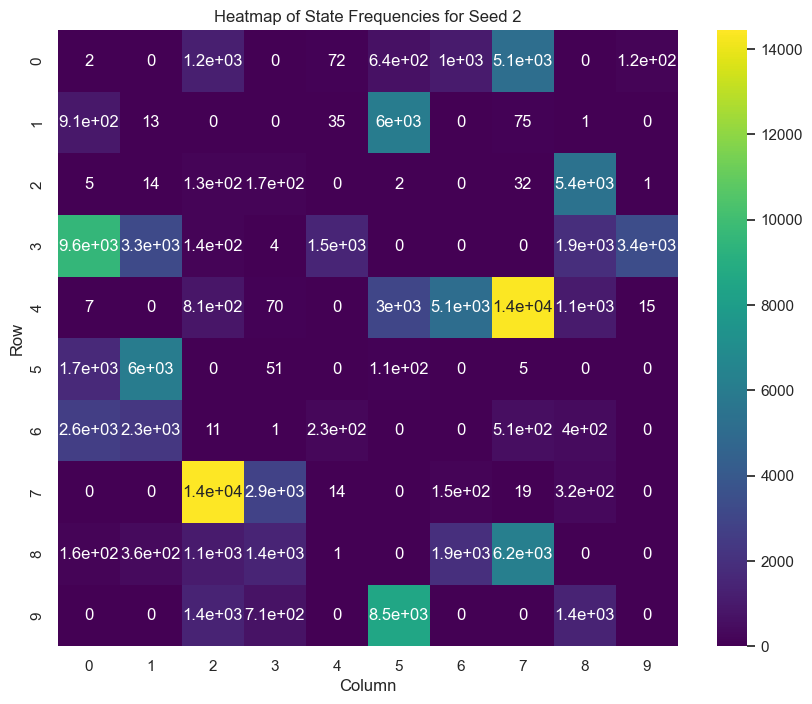 Heatmap of State Frequencies for Seed 2
0 2 0 1.2e+03 0 72 6.4e+02 1e+03 5.1e+03 0 1.2e+02
1 9.1e+02 13 0 0 35 6e+03 0 75 1 0
2 5 14 1.3e+02 1.7e+02 0 2 0 32 5.4e+03 1
3 9.6e+03 3.3e+03 1.4e+02 4 1.5e+03 0 0 0 1.9e+03 3.4e+03
4 7 0 8.1e+02 70 0 3e+03 5.1e+03 1.4e+04 1.1e+03 15
5 1.7e+03 6e+03 0 51 1.1e+02 0 5 0 0
6 2.6e+03 2.3e+03 11 1 2.3e+02 0 0 5.1e+02 4e+02 0
7 0 0 1.4e+04 2.9e+03 14 0 1.5e+02 19 3.2e+02 0
8 1.6e+02 3.6e+02 1.1e+03 1.4e+03 1 0 1.9e+03 6.2e+03 0 0
9 0 0 1.4e+03 7.1e+02 0 8.5e+03 0 0 1.4e+03 0
0 1 2 3 4 5 6 7 8 9
Column
Row
14000
12000
10000
8000
6000
4000
2000
0